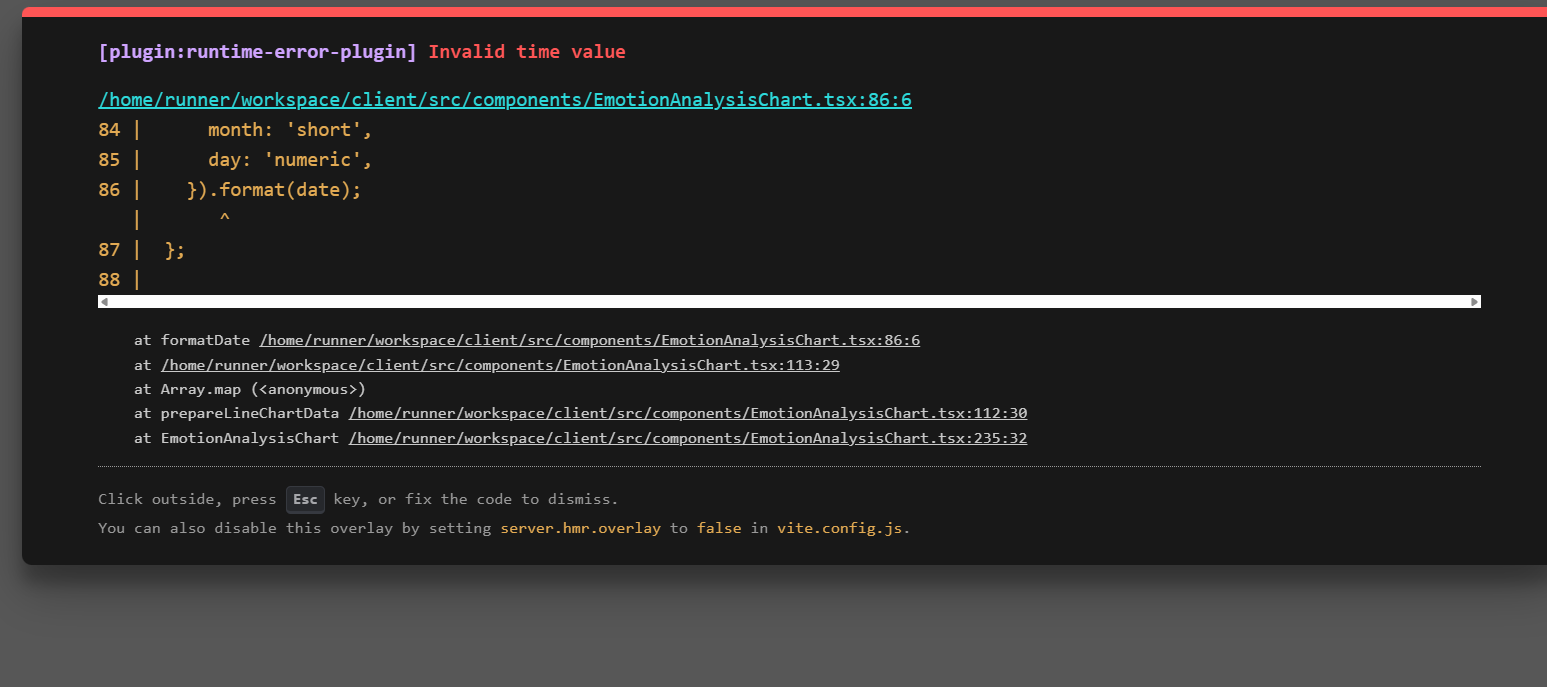 [plugin:runtime-error-plugin] Invalid time value
/home/runner/workspace/client/src/components/EmotionAnalysisChart.tsx:86:6
84 |      month: 'short',
85 |      day: 'numeric',
86 |    }).format(date);
   |       ^
87 |  };
88 |
at formatDate /home/runner/workspace/client/src/components/EmotionAnalysisChart.tsx:86:6
at /home/runner/workspace/client/src/components/EmotionAnalysisChart.tsx:113:29
at Array.map (<anonymous>)
at prepareLineChartData /home/runner/workspace/client/src/components/EmotionAnalysisChart.tsx:112:30
at EmotionAnalysisChart /home/runner/workspace/client/src/components/EmotionAnalysisChart.tsx:235:32
Click outside, press Esc key, or fix the code to dismiss.
You can also disable this overlay by setting server.hmr.overlay to false in vite.config.js.